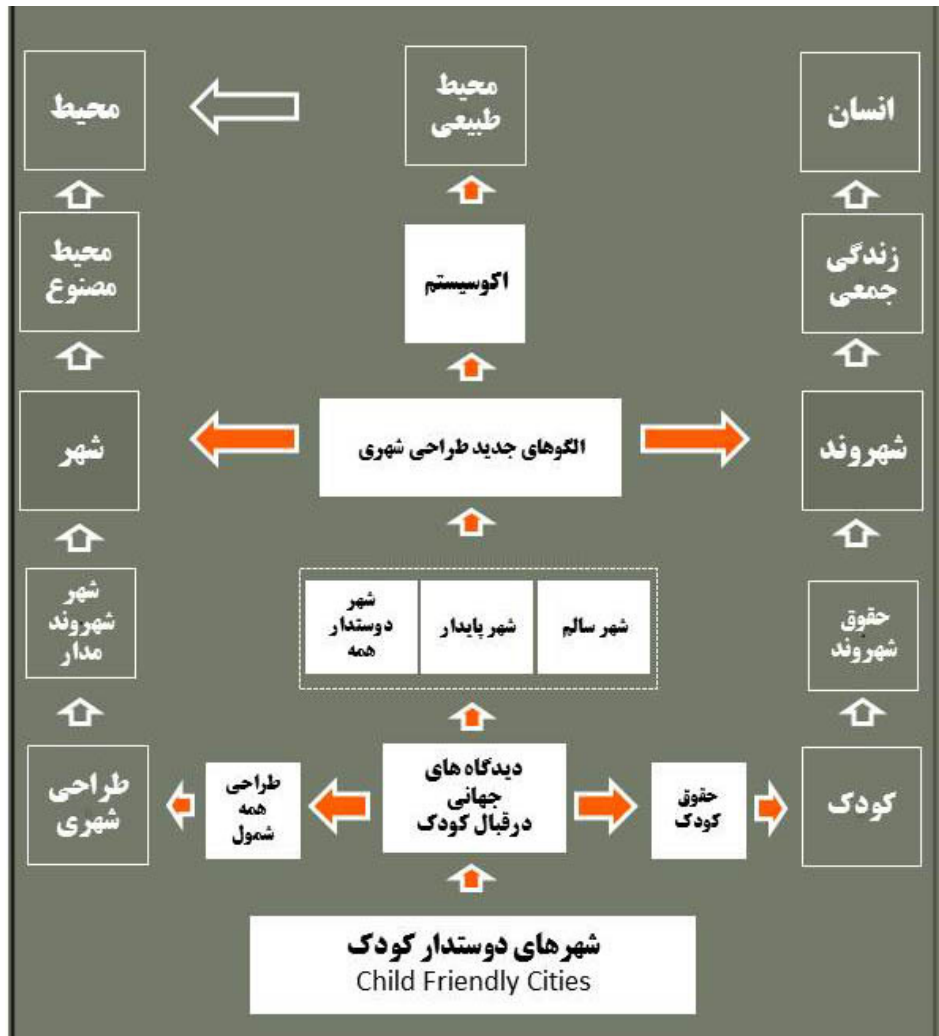 انسان
محیط
طبیعی
محیط
زندگی
جمعی
اکوسیستم
محیط
مصنوع
شهروند
الگوهای جدید طراحی شهری
شهر
حقوق
شهروند
شهر سالم
شهر پایدار
شهر
دوستدار
همه
شهر
شهروند
مدار
کودک
حقوق
کودک
دیدگاه های
جهانی
درقبال کودک
طراحی
همه
شمول
طراحی
شهری
شهرهای دوستدار کودک
Child Friendly Cities